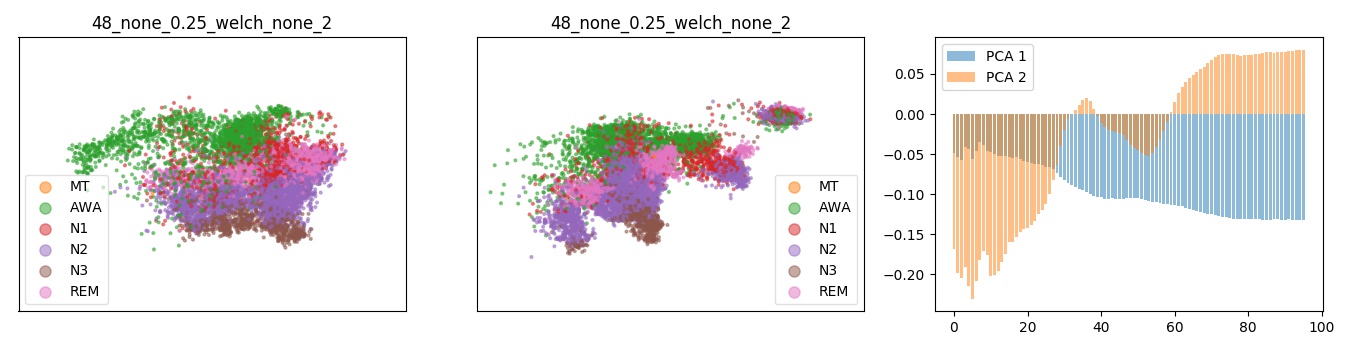 48_none_0.25_welch_none_2
MT
AWA
N1
N2
N3
REM
48_none_0.25_welch_none_2
MT
AWA
N1
N2
N3
REM
PCA 1
PCA 2
0.05
0.00
−0.05
−0.10
−0.15
−0.20
0 20 40 60 80 100